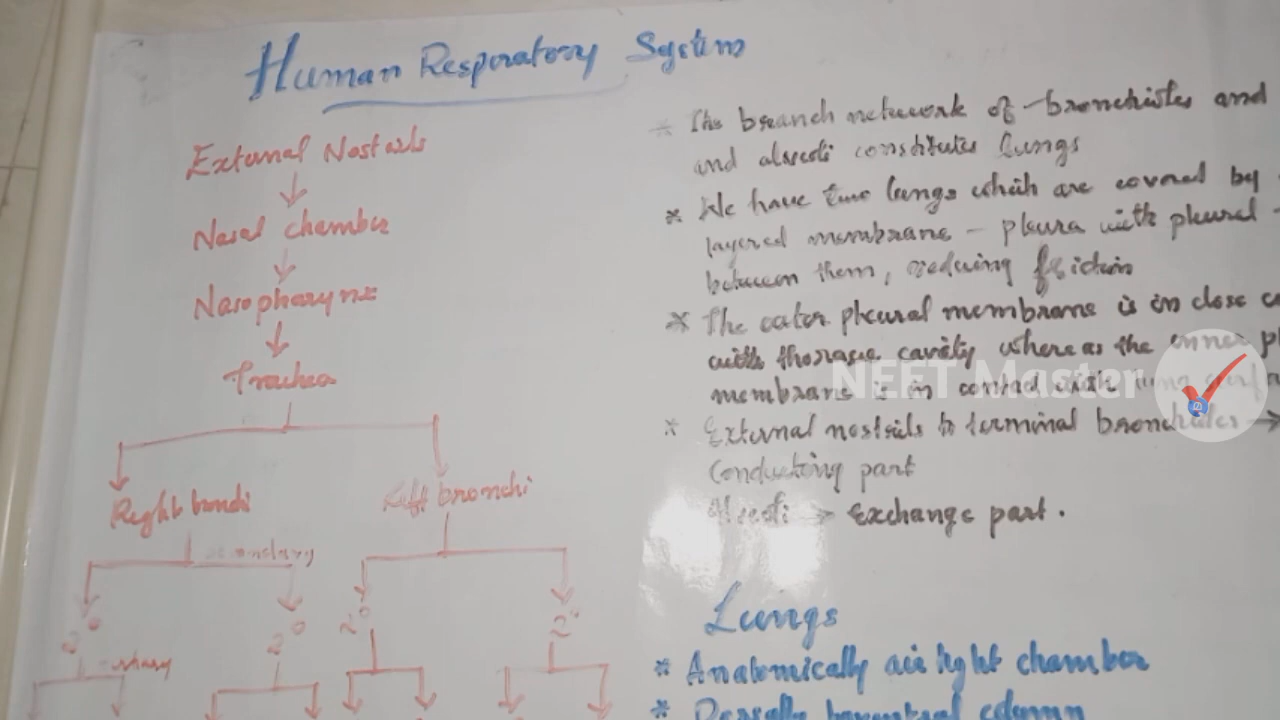 Human Respiratory System
External Nostrils
Nasal chamber
Nasopharynx
Trachea
Right bronchi
Left bronchi
secondary
2° 2° 2° 2°
The branch network of bronchioles and
and alveoli constitutes lungs
* We have two lungs which are covered by
layered membrane - pleura with pleural
between them, reducing friction
* The outer pleural membrane is in close
with thoracic cavity where as the inner
membrane is in contact with lung
* External nostrils to terminal bronchioles →
Conducting part
Alveoli → Exchange part.
NEET Master
Lungs
* Anatomically air tight chamber
* column